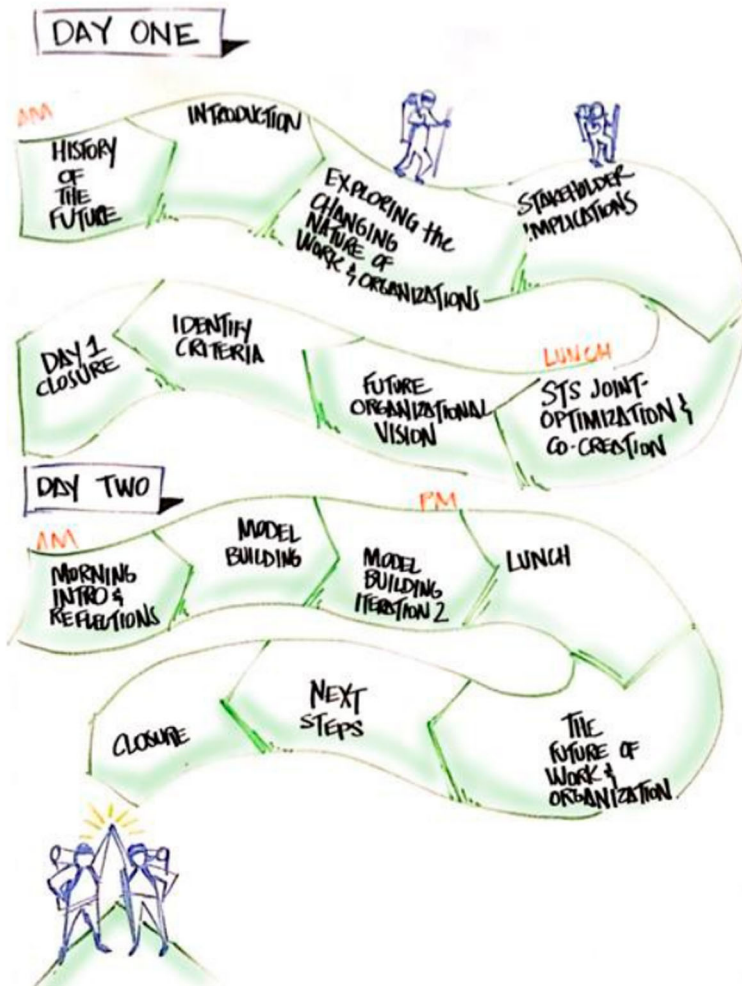 DAY ONE
AM
HISTORY
OF
THE
FUTURE
INTRODUCTION
EXPLORING the
CHANGING
NATURE OF
WORK & ORGANIZATIONS
STAKEHOLDER
IMPLICATIONS
LUNCH
STS JOINT-
OPTIMIZATION &
CO-CREATION
FUTURE
ORGANIZATIONAL
VISION
IDENTIFY
CRITERIA
DAY 1
CLOSURE
DAY TWO
AM
MORNING
INTRO &
REFLECTIONS
MODEL
BUILDING
PM
MODEL
BUILDING
ITERATION 2
LUNCH
THE
FUTURE OF
WORK &
ORGANIZATION
NEXT
STEPS
CLOSURE